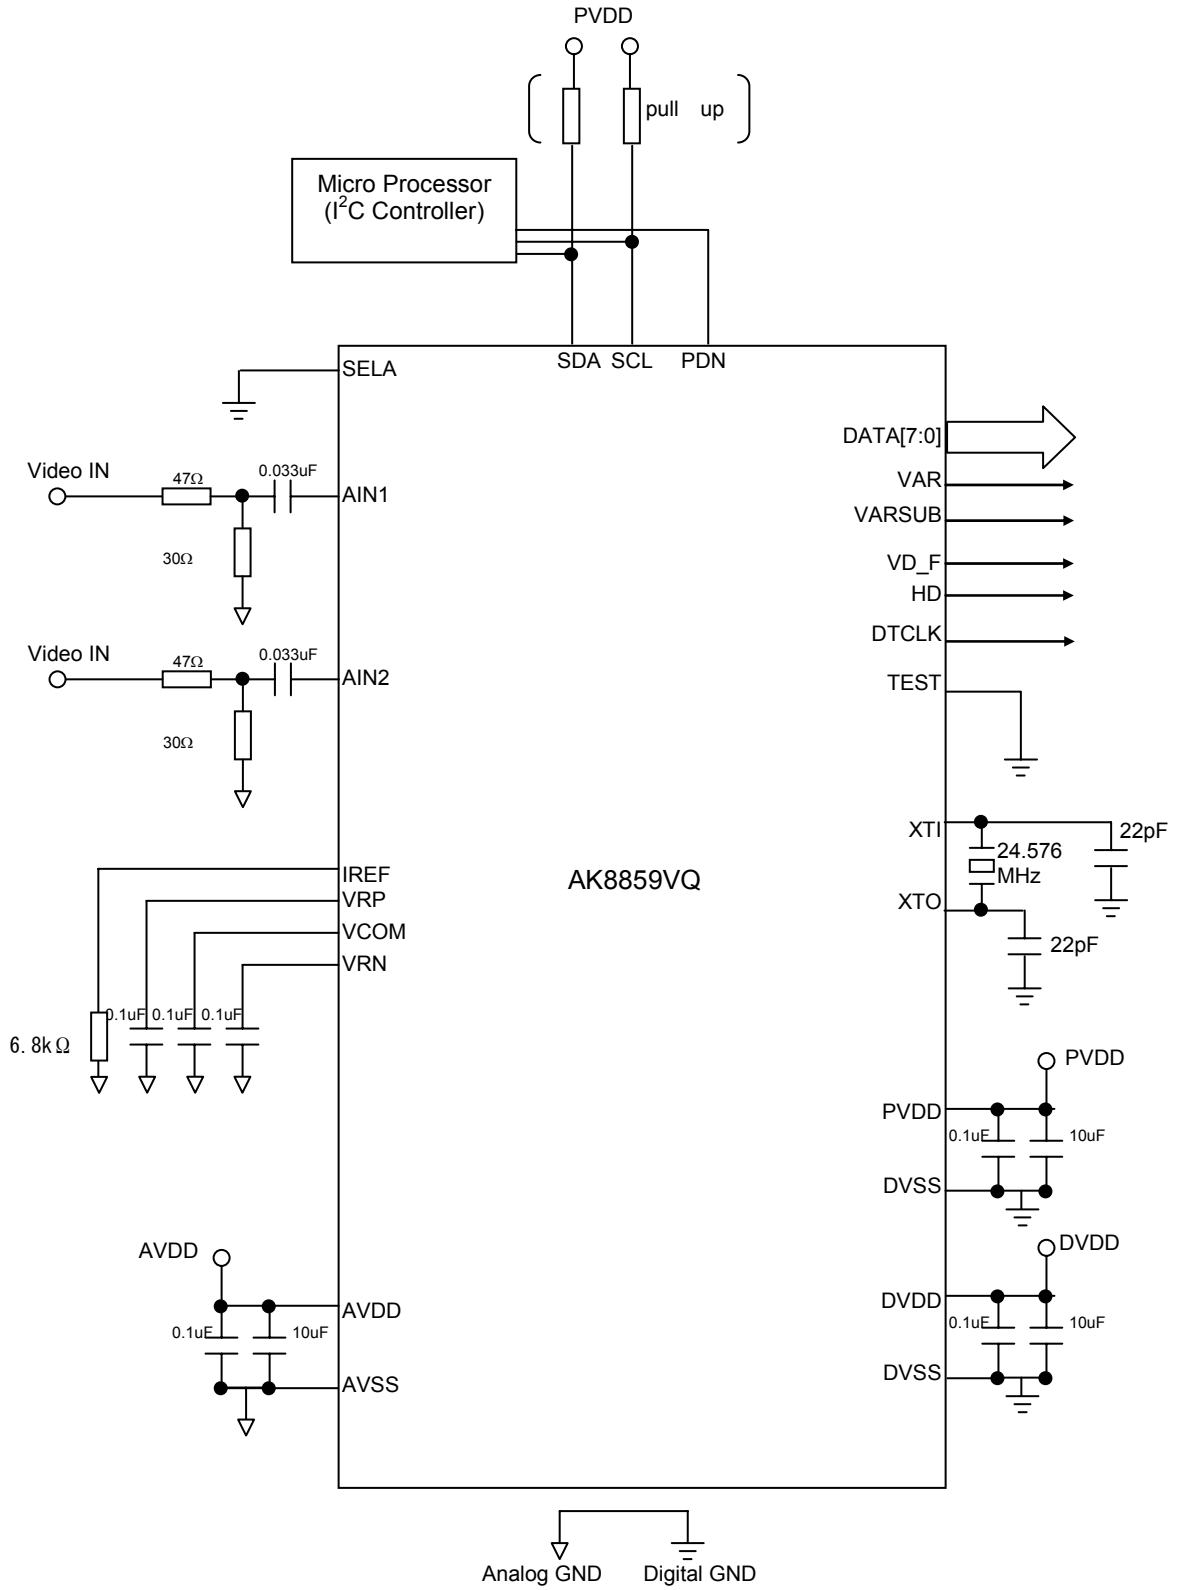 PVDD
pull up
Micro Processor
(I²C Controller)
SDA SCL PDN
SELA
DATA[7:0]
Video IN
47Ω
0.033uF
AIN1
30Ω
VAR
VARSUB
VD_F
HD
DTCLK
Video IN
47Ω
0.033uF
AIN2
30Ω
TEST
XTI
22pF
24.576
MHz
XTO
22pF
AK8859VQ
IREF
VRP
VCOM
VRN
0.1uF 0.1uF 0.1uF
6.8kΩ
PVDD
PVDD
0.1uF
10uF
DVSS
DVDD
DVDD
0.1uF
10uF
DVSS
AVDD
AVDD
0.1uF
10uF
AVSS
Analog GND
Digital GND